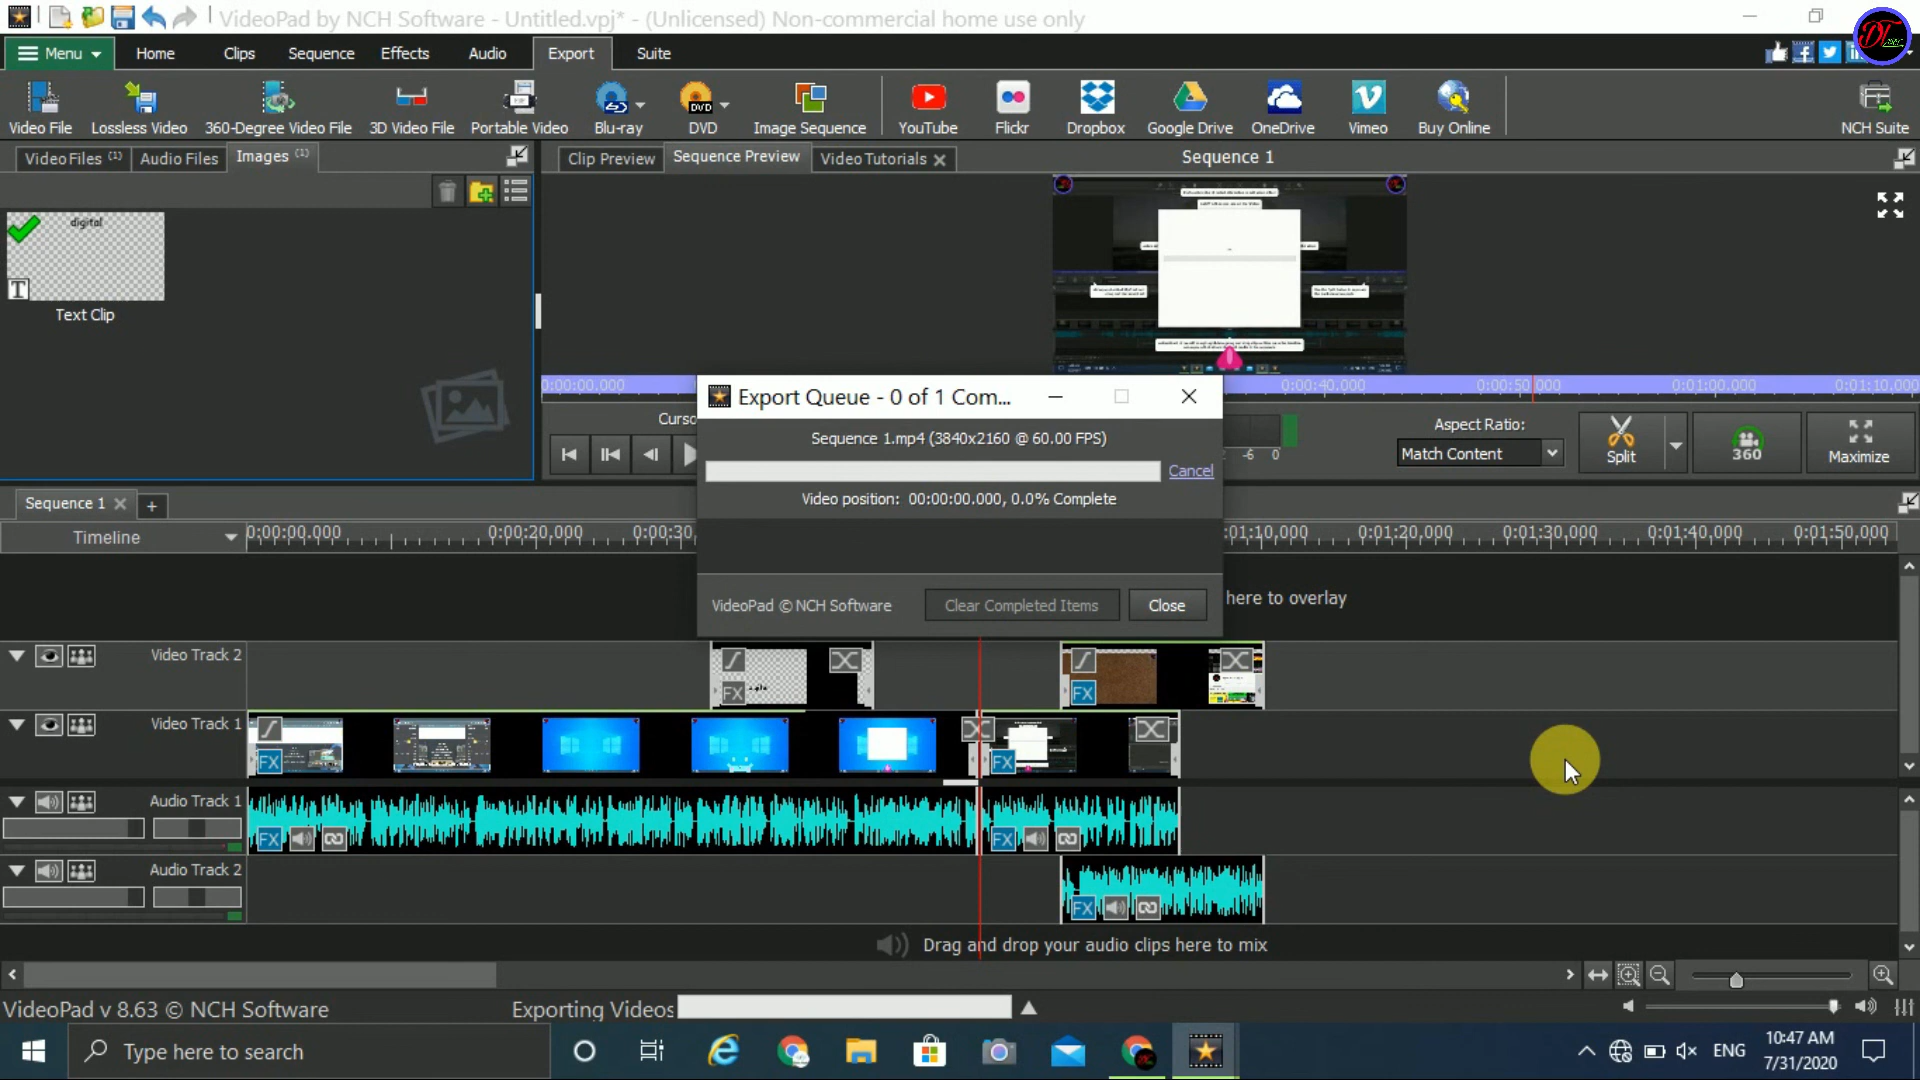 VideoPad by NCH Software - Untitled.vpj* - (Unlicensed) Non-commercial home use only
Menu Home Clips Sequence Effects Audio Export Suite
Video File Lossless Video 360-Degree Video File 3D Video File Portable Video Blu-ray DVD Image Sequence YouTube Flickr Dropbox Google Drive OneDrive Vimeo Buy Online NCH Suite
Video Files (1) Audio Files Images (1) Clip Preview Sequence Preview Video Tutorials Sequence 1
digital
T
Text Clip
0:00:00.000 0:00:40.000 0:00:50.000 0:01:00.000 0:01:10.000
Export Queue - 0 of 1 Com...
Sequence 1.mp4 (3840x2160 @ 60.00 FPS)
Cancel
Video position: 00:00:00.000, 0.0% Complete
VideoPad © NCH Software Clear Completed Items Close
Curso
-6 0
Aspect Ratio:
Match Content
Split 360 Maximize
Sequence 1
Timeline 0:00:00.000 0:00:20.000 0:00:30 :01:10.000 0:01:20.000 0:01:30.000 0:01:40.000 0:01:50.000
here to overlay
Video Track 2
FX FX
Video Track 1
FX FX
Audio Track 1
FX FX
Audio Track 2
FX
Drag and drop your audio clips here to mix
VideoPad v 8.63 © NCH Software Exporting Videos
Type here to search
ENG
10:47 AM
7/31/2020